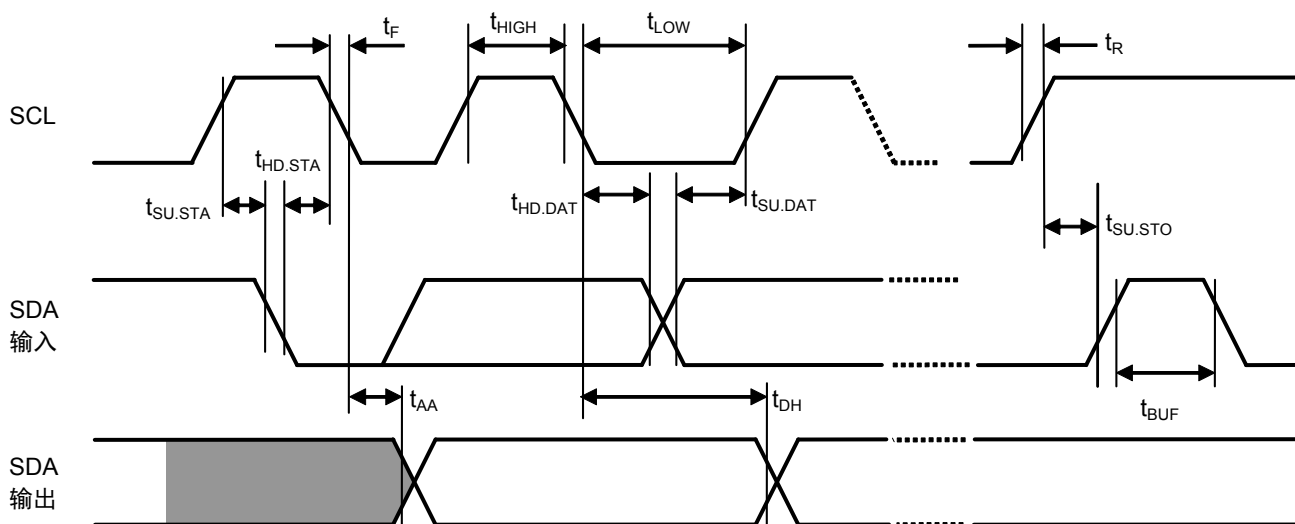 tF
tHIGH
tLOW
tR
SCL
tHD.STA
tSU.STA
tHD.DAT
tSU.DAT
tSU.STO
SDA
输入
tAA
tDH
tBUF
SDA
输出